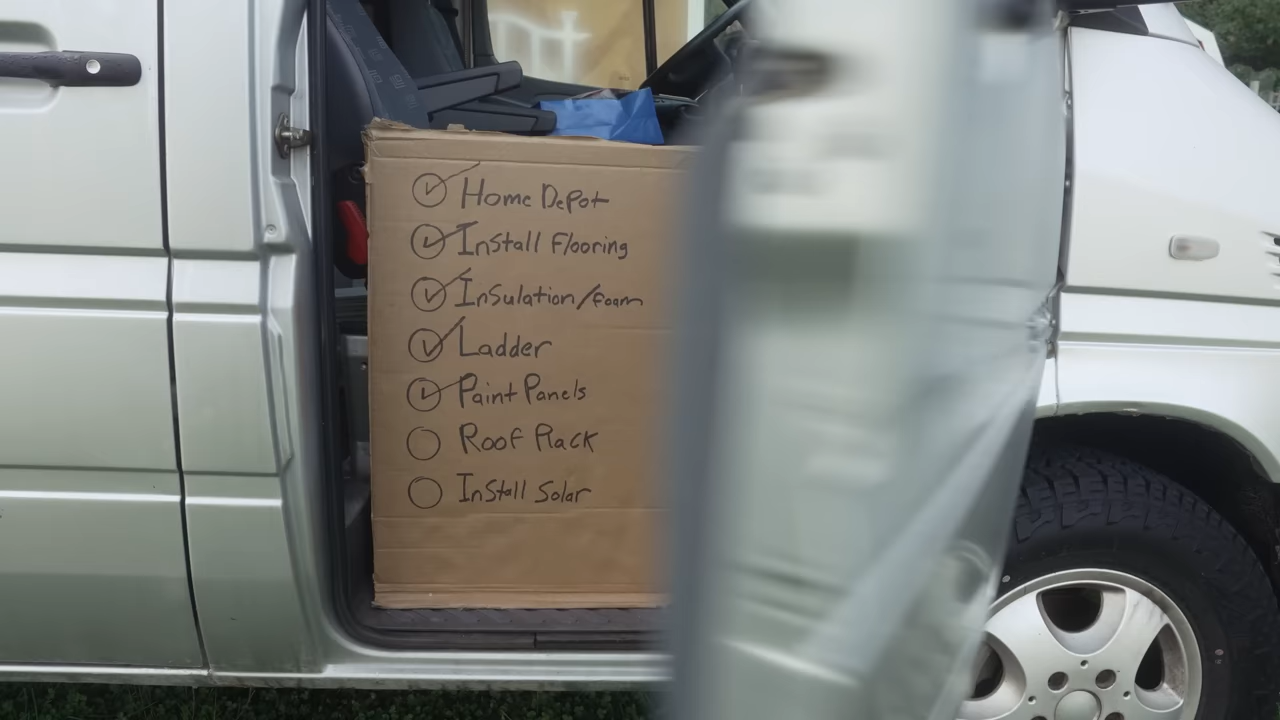 Home Depot
Install Flooring
Insulation/Foam
Ladder
Paint Panels
Roof Rack
Install Solar